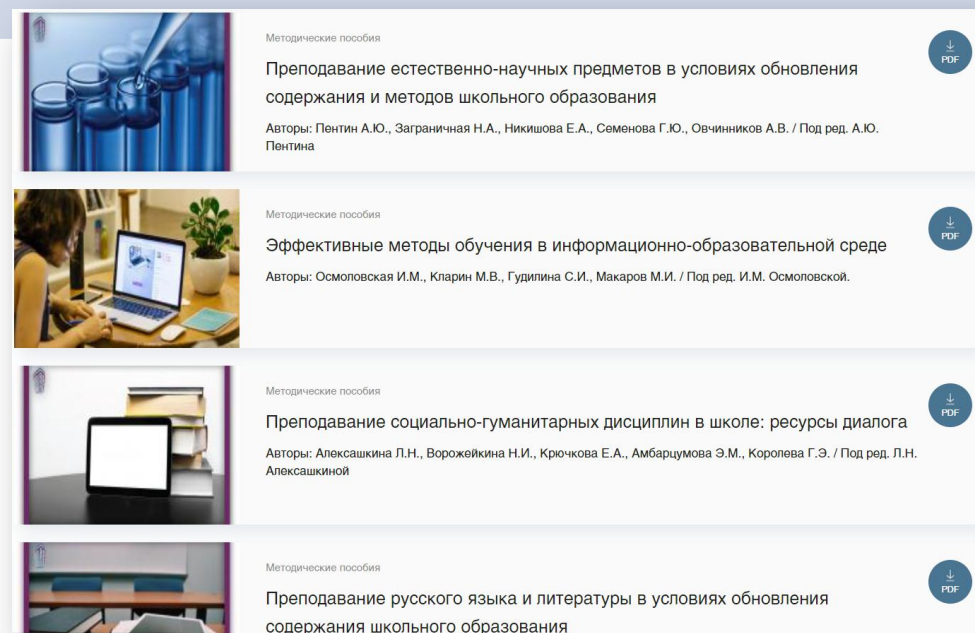 Методические пособия
PDF
Преподавание естественно-научных предметов в условиях обновления
содержания и методов школьного образования
Авторы: Пентин А.Ю., Заграничная Н.А., Никишова Е.А., Семенова Г.Ю., Овчинников А.В. / Под ред. А.Ю.
Пентина
Методические пособия
PDF
Эффективные методы обучения в информационно-образовательной среде
Авторы: Осмоловская И.М., Кларин М.В., Гудилина С.И., Макаров М.И. / Под ред. И.М. Осмоловской.
Методические пособия
PDF
Преподавание социально-гуманитарных дисциплин в школе: ресурсы диалога
Авторы: Алексашкина Л.Н., Ворожейкина Н.И., Крючкова Е.А., Амбарцумова Э.М., Королева Г.Э. / Под ред. Л.Н.
Алексашкиной
Методические пособия
PDF
Преподавание русского языка и литературы в условиях обновления
содержания школьного образования